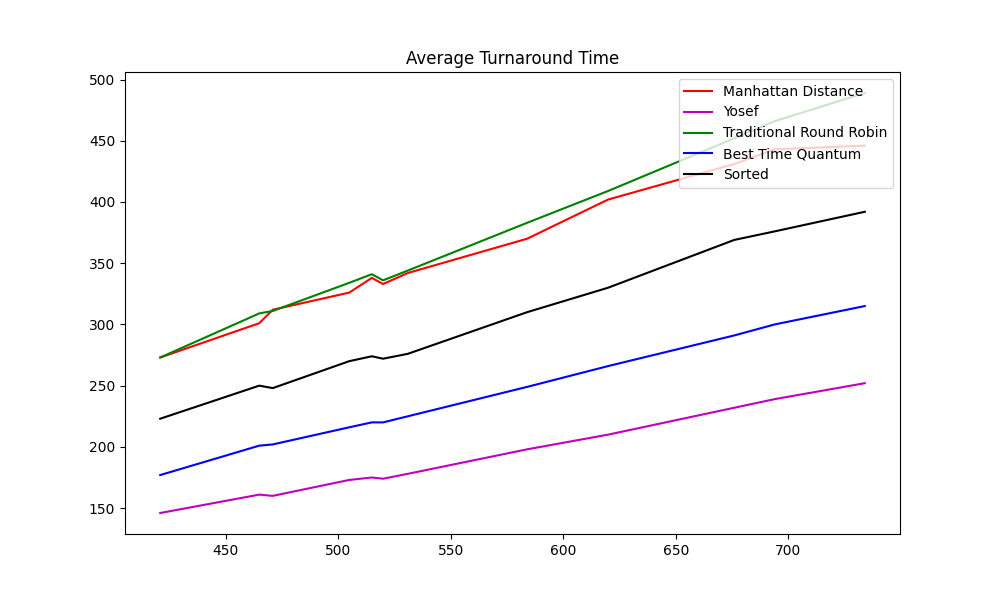 Average Turnaround Time
500
450
400
350
300
250
200
150
Manhattan Distance
Yosef
Traditional Round Robin
Best Time Quantum
Sorted
450 500 550 600 650 700